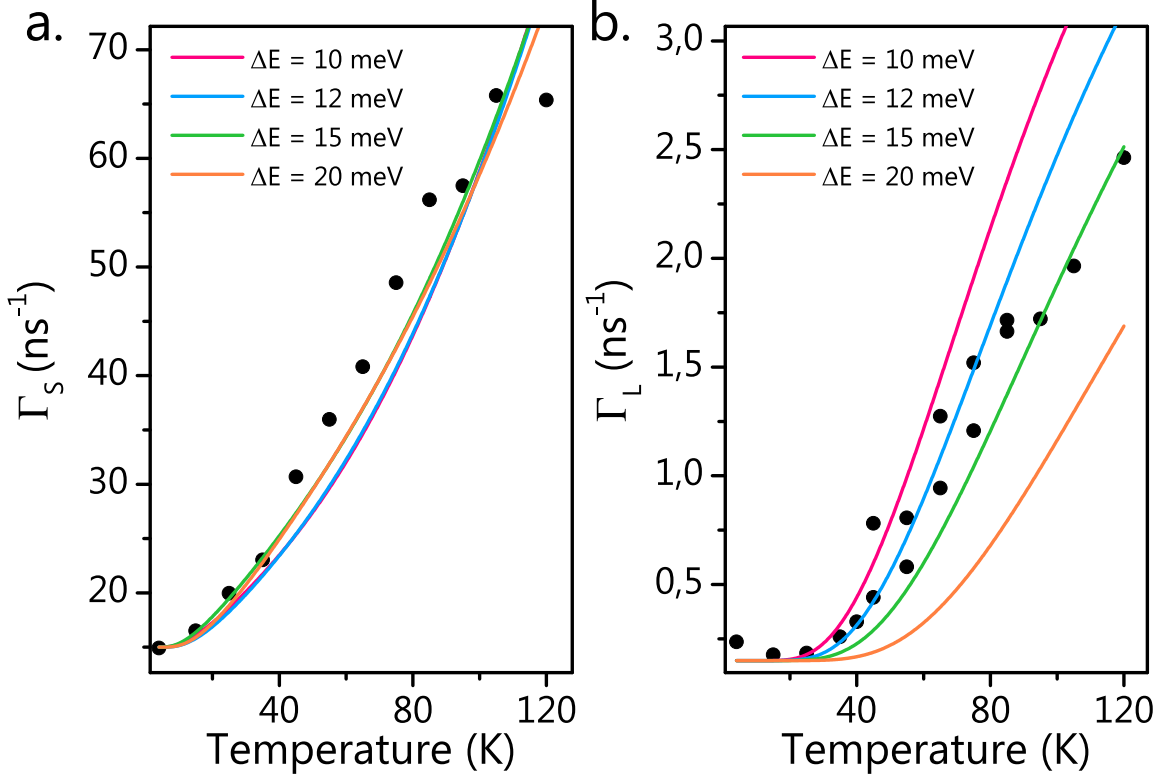 a.
70
60
50
40
30
20
Γ_S (ns^-1)
ΔE = 10 meV
ΔE = 12 meV
ΔE = 15 meV
ΔE = 20 meV
40 80 120
Temperature (K)
b.
3,0
2,5
2,0
1,5
1,0
0,5
Γ_L (ns^-1)
ΔE = 10 meV
ΔE = 12 meV
ΔE = 15 meV
ΔE = 20 meV
40 80 120
Temperature (K)